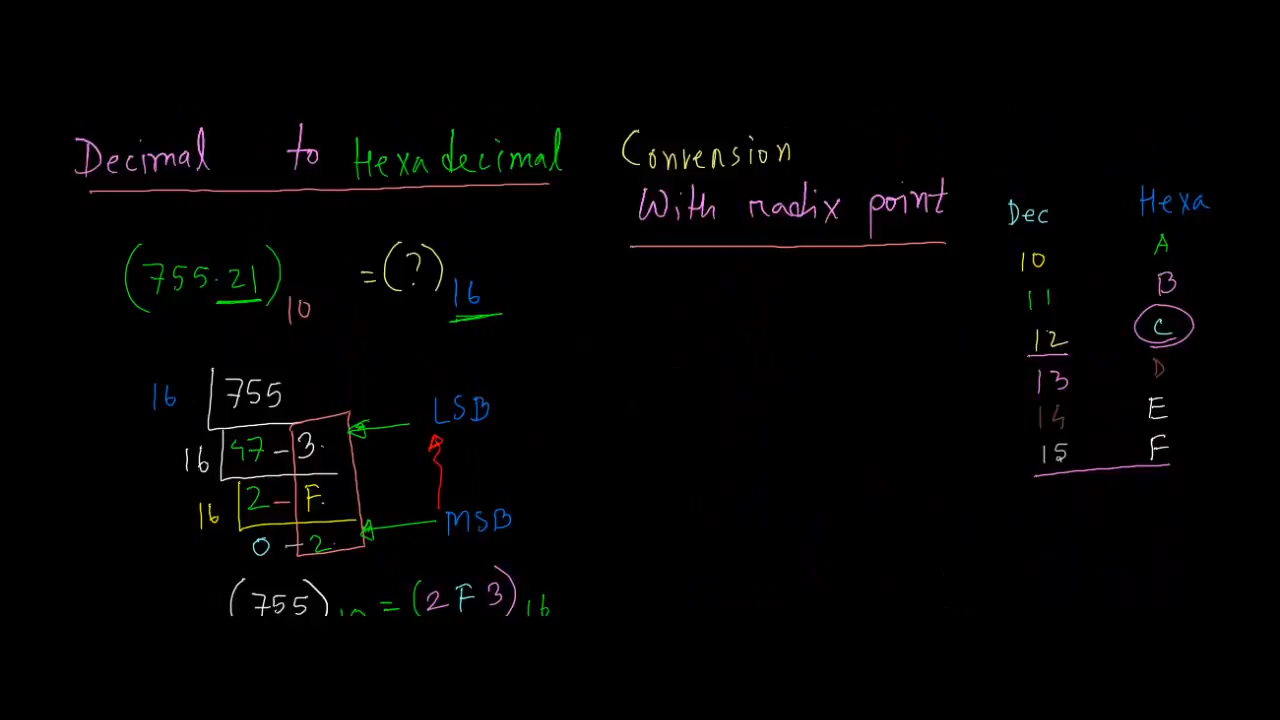 Decimal to Hexadecimal Conversion
With radix point
(755.21)10 = (?)16
Dec Hexa
10 A
11 B
12 C
13 D
14 E
15 F
16 755
16 47 - 3. LSB
16 2 - F.
0 - 2. MSB
(755)10 = (2F3)16